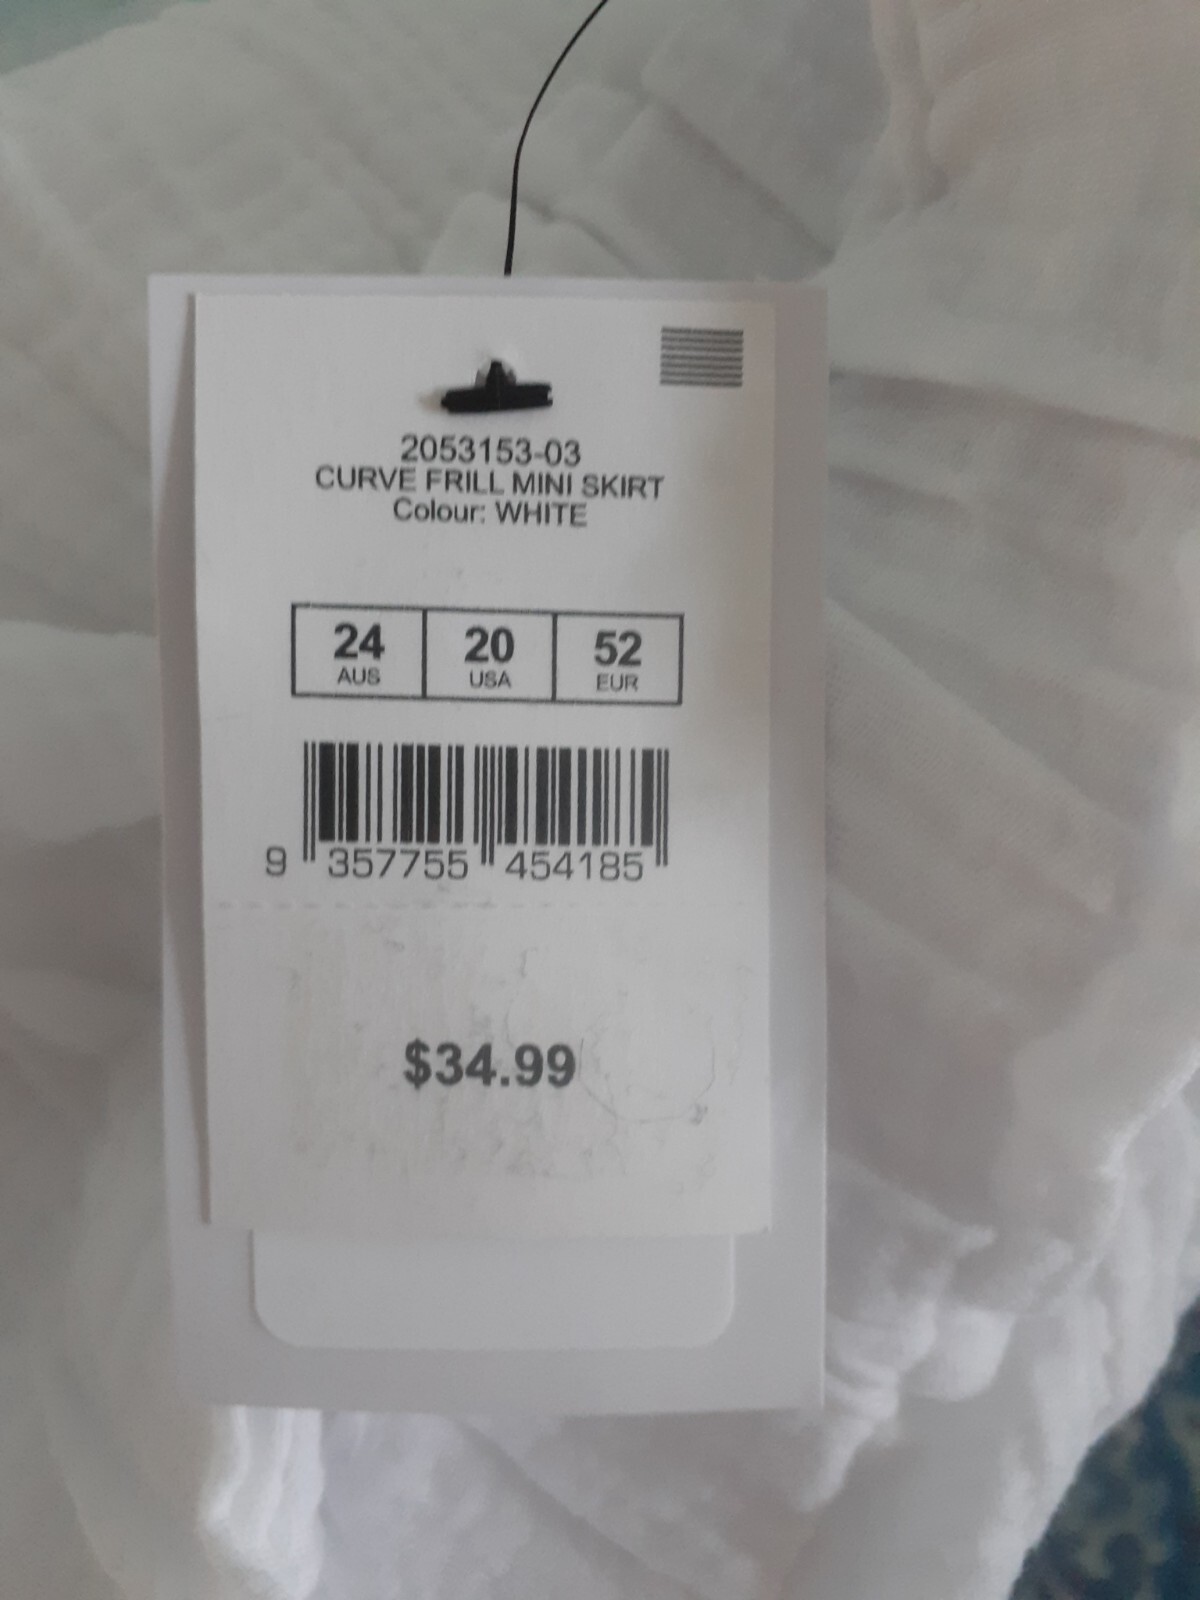 2053153-03
CURVE FRILL MINI SKIRT
Colour: WHITE
24 20 52
AUS USA EUR
9 357755 454185
$34.99